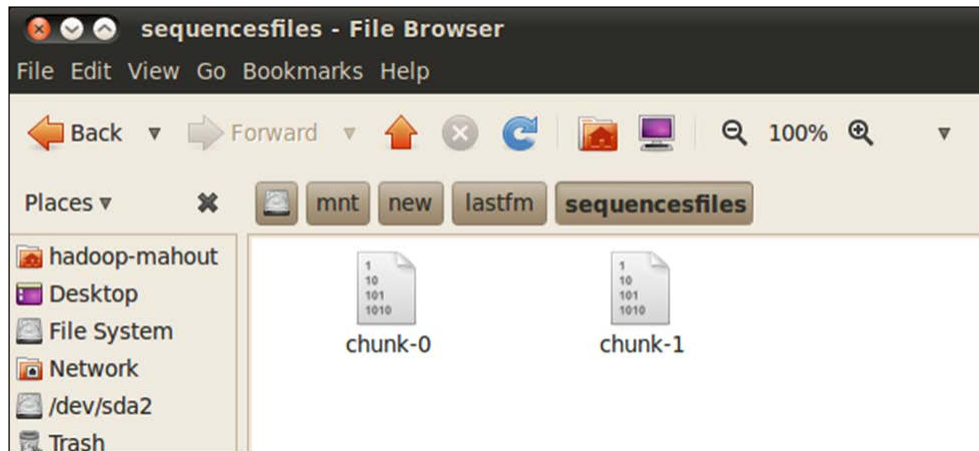 sequencesfiles - File Browser
File Edit View Go Bookmarks Help
Back Forward 100%
Places mnt new lastfm sequencesfiles
hadoop-mahout
Desktop
File System
Network
/dev/sda2
Trash
1
10
101
1010
chunk-0
1
10
101
1010
chunk-1